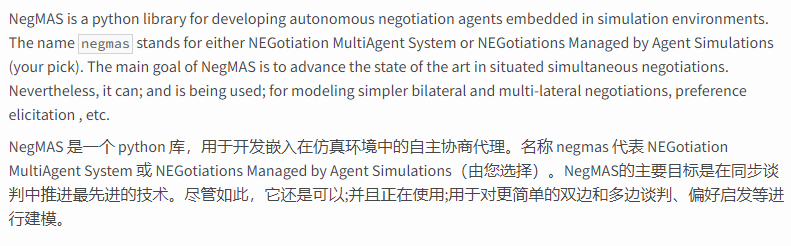 NegMAS is a python library for developing autonomous negotiation agents embedded in simulation environments.
The name negmas stands for either NEGotiation MultiAgent System or NEGotiations Managed by Agent Simulations
(your pick). The main goal of NegMAS is to advance the state of the art in situated simultaneous negotiations.
Nevertheless, it can; and is being used; for modeling simpler bilateral and multi-lateral negotiations, preference
elicitation , etc.
NegMAS 是一个 python 库，用于开发嵌入在仿真环境中的自主协商代理。名称 negmas 代表 NEGotiation
MultiAgent System 或 NEGotiations Managed by Agent Simulations（由您选择）。NegMAS的主要目标是在同步谈
判中推进最先进的技术。尽管如此，它还是可以;并且正在使用;用于对更简单的双边和多边谈判、偏好启发等进
行建模。